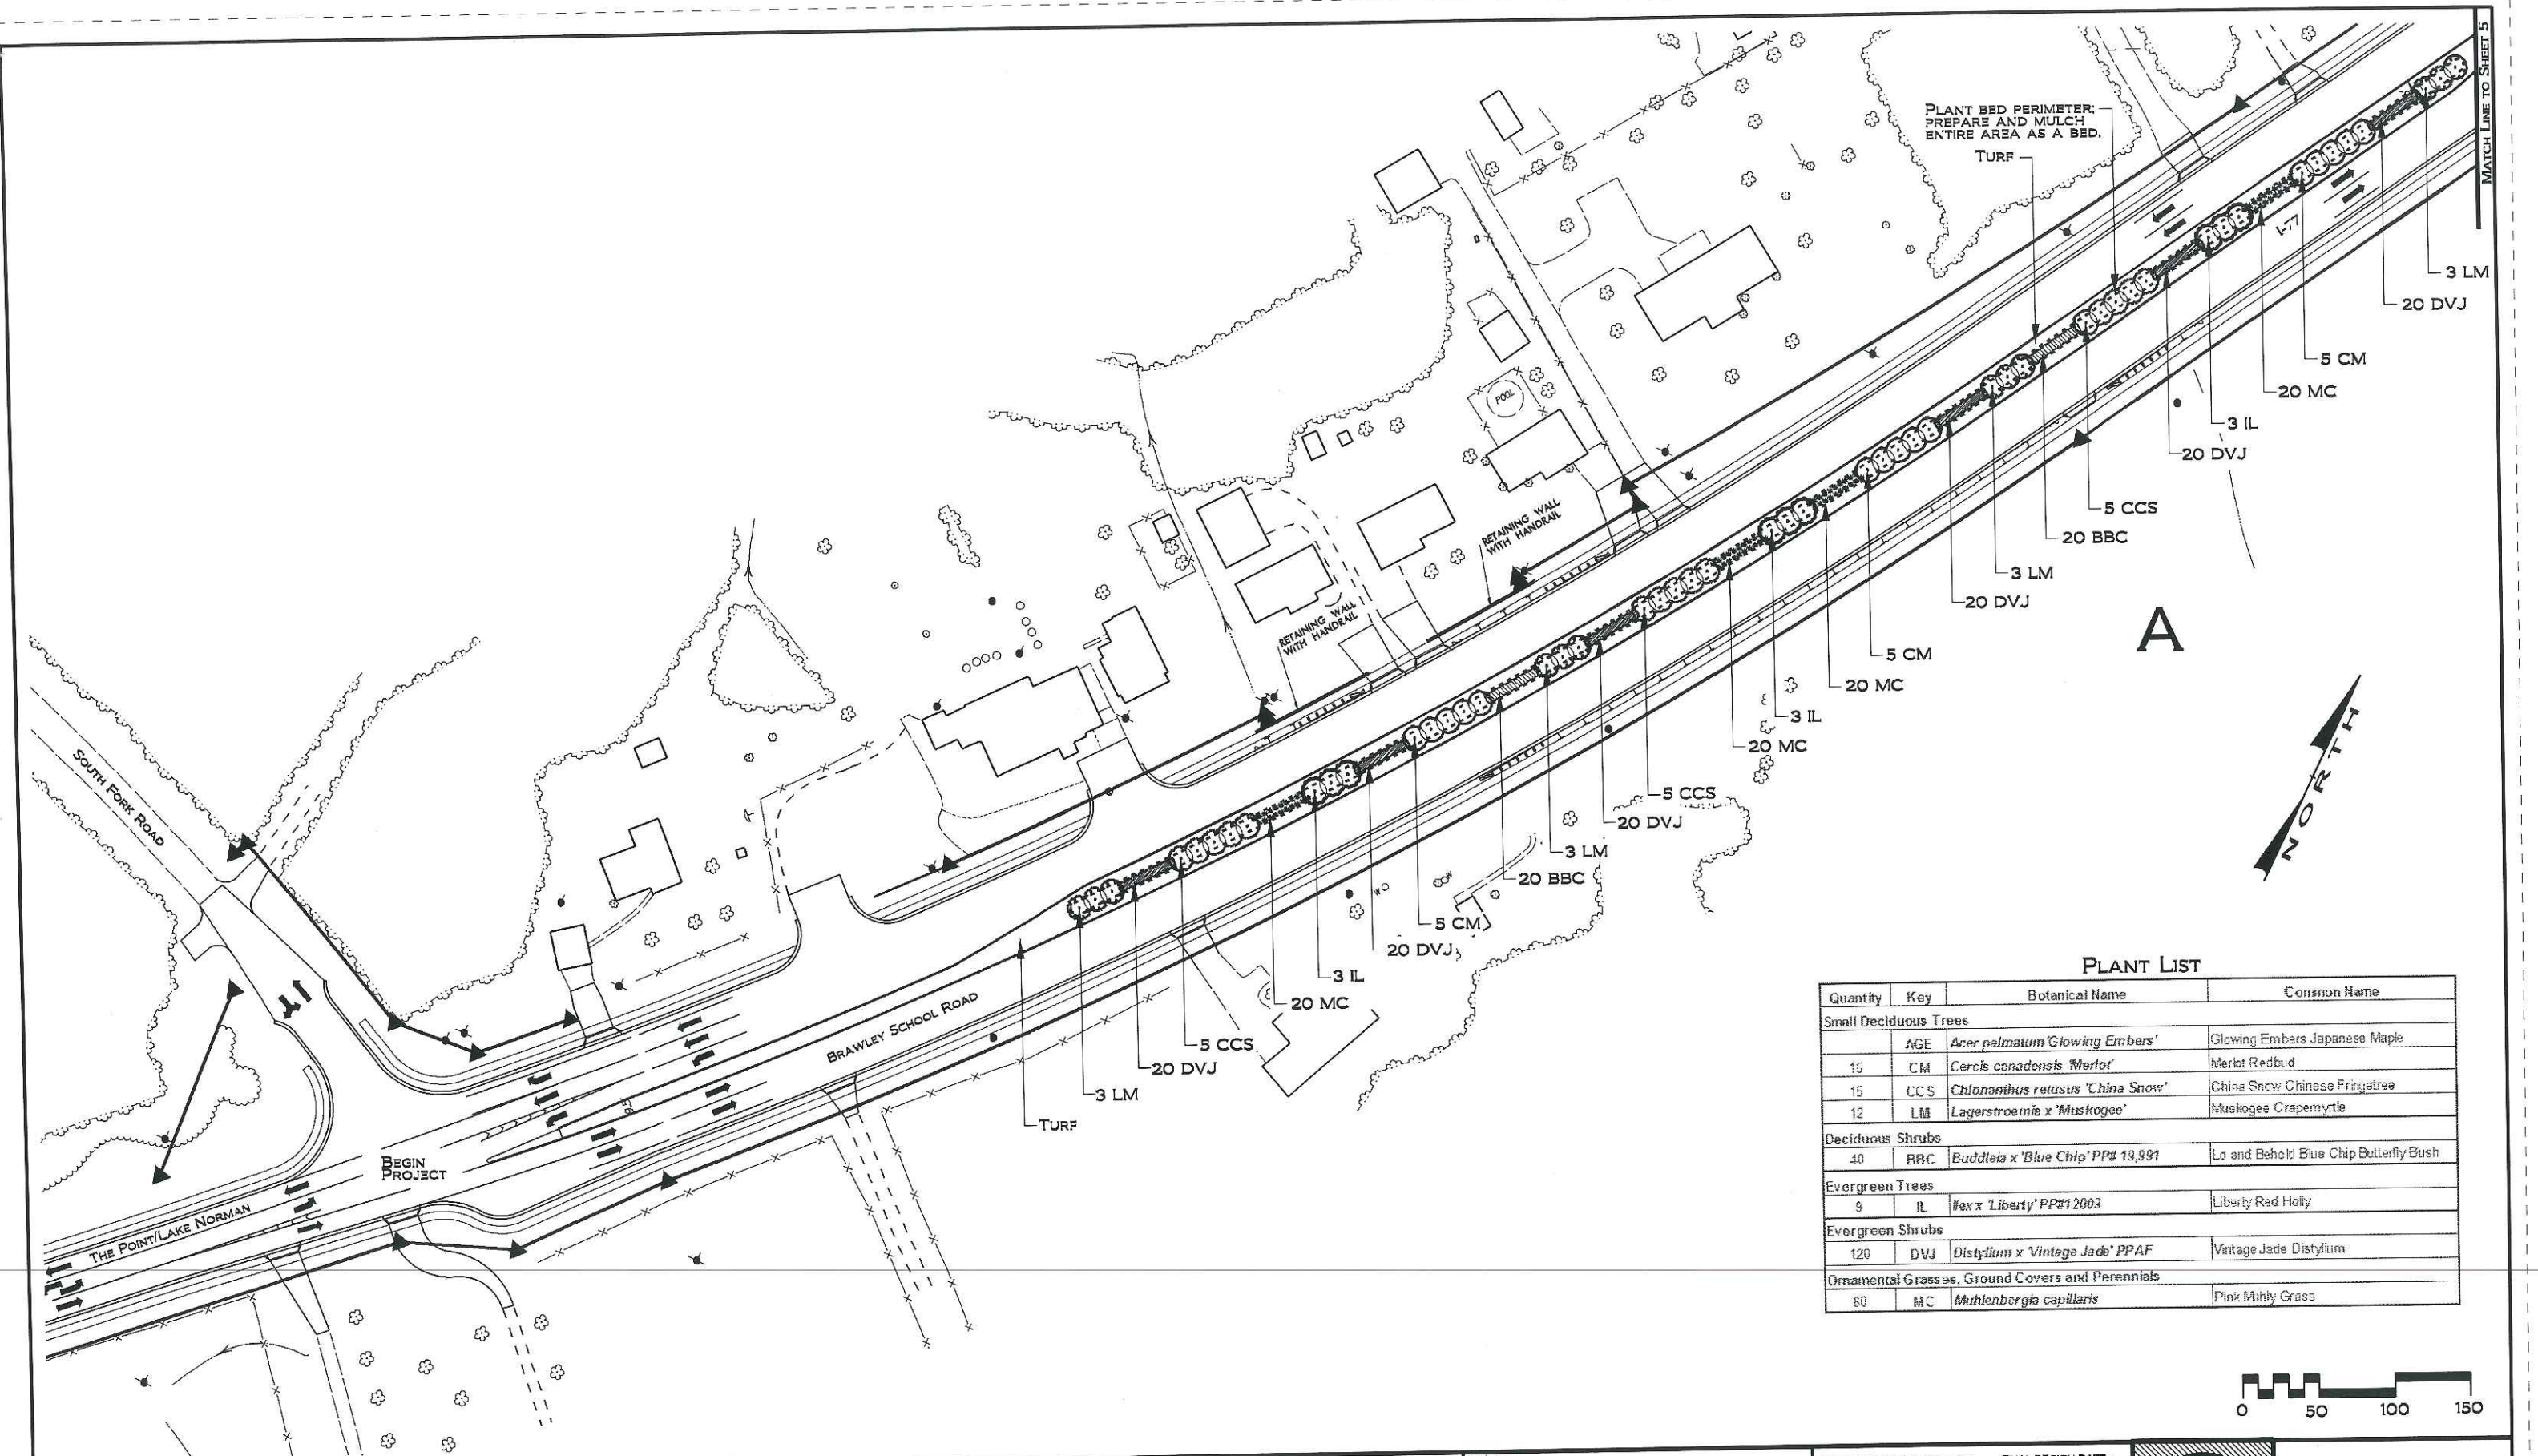 MATCH LINE TO SHEET 5
PLANT BED PERIMETER;
PREPARE AND MULCH
ENTIRE AREA AS A BED.
TURF
I-77
3 LM
20 DVJ
5 CM
20 MC
3 IL
20 DVJ
5 CCS
20 BBC
3 LM
20 DVJ
5 CM
20 MC
3 IL
20 MC
5 CCS
20 DVJ
3 LM
20 BBC
5 CM
20 DVJ
3 IL
20 MC
5 CCS
20 DVJ
3 LM
TURF
POOL
RETAINING WALL
WITH HANDRAIL
RETAINING WALL
WITH HANDRAIL
A
NORTH
SOUTH FORK ROAD
BRAWLEY SCHOOL ROAD
BEGIN
PROJECT
THE POINT/LAKE NORMAN
PLANT LIST
Quantity Key Botanical Name Common Name
Small Deciduous Trees
AGE Acer palmatum 'Glowing Embers' Glowing Embers Japanese Maple
15 CM Cercis canadensis 'Merlot' Merlot Redbud
15 CCS Chionanthus retusus 'China Snow' China Snow Chinese Fringetree
12 LM Lagerstroemia x 'Muskogee' Muskogee Crapemyrtle
Deciduous Shrubs
40 BBC Buddleia x 'Blue Chip' PP# 19,991 Lo and Behold Blue Chip Butterfly Bush
Evergreen Trees
9 IL Ilex x 'Liberty' PP#12009 Liberty Red Holly
Evergreen Shrubs
120 DVJ Distylium x 'Vintage Jade' PPAF Vintage Jade Distylium
Ornamental Grasses, Ground Covers and Perennials
80 MC Muhlenbergia capillaris Pink Muhly Grass
0 50 100 150